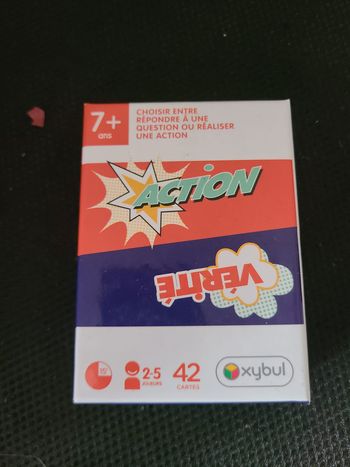 7+
ans
CHOISIR ENTRE
RÉPONDRE À UNE
QUESTION OU RÉALISER
UNE ACTION
ACTION
VÉRITÉ
15'
2-5
JOUEURS
42
CARTES
oxybul